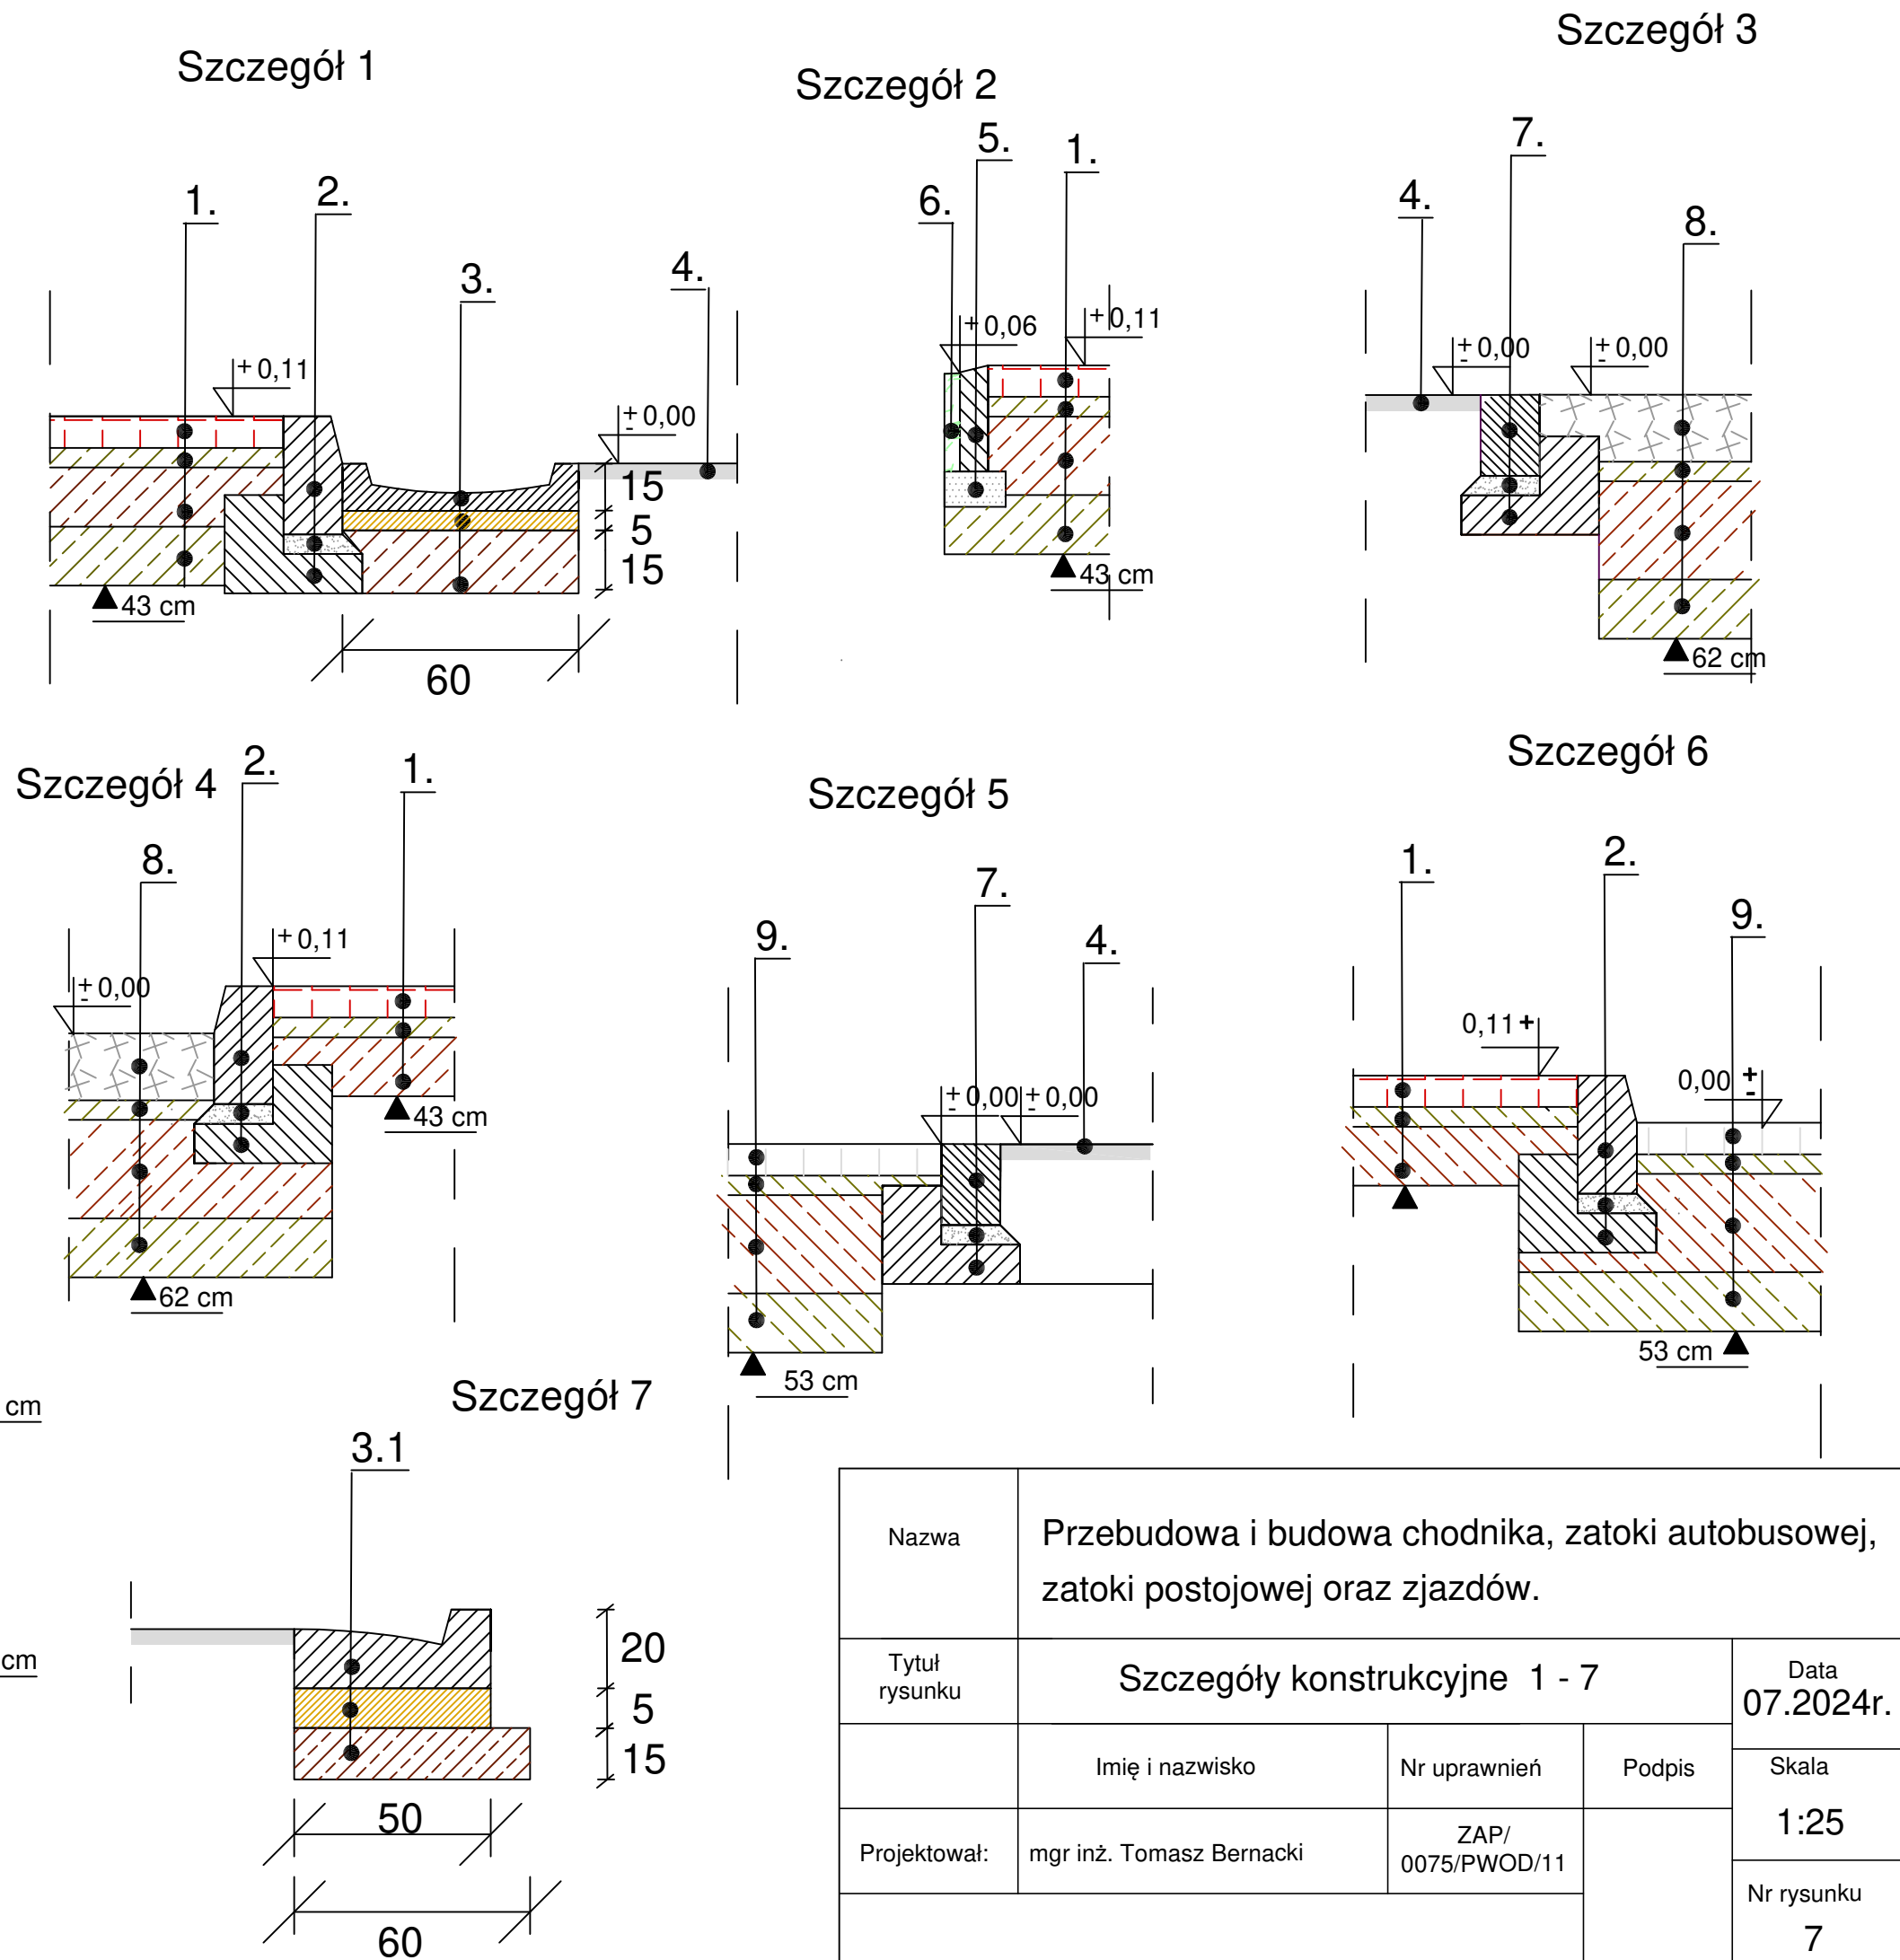 Szczegół 1
1.
2.
3.
4.
+ 0,11
± 0,00
15
5
15
43 cm
60
Szczegół 2
5.
1.
6.
+ 0,06
+ 0,11
43 cm
Szczegół 3
7.
4.
8.
± 0,00
± 0,00
62 cm
Szczegół 4
2.
1.
8.
+ 0,11
± 0,00
43 cm
62 cm
Szczegół 5
7.
9.
4.
± 0,00
± 0,00
53 cm
Szczegół 6
1.
2.
9.
0,11 +
0,00 ±
53 cm
cm
cm
Szczegół 7
3.1
20
5
15
50
60
Nazwa
Przebudowa i budowa chodnika, zatoki autobusowej,
zatoki postojowej oraz zjazdów.
Tytuł
rysunku
Szczegóły konstrukcyjne 1 - 7
Data
07.2024r.
Imię i nazwisko
Nr uprawnień
Podpis
Skala
1:25
Projektował:
mgr inż. Tomasz Bernacki
ZAP/
0075/PWOD/11
Nr rysunku
7